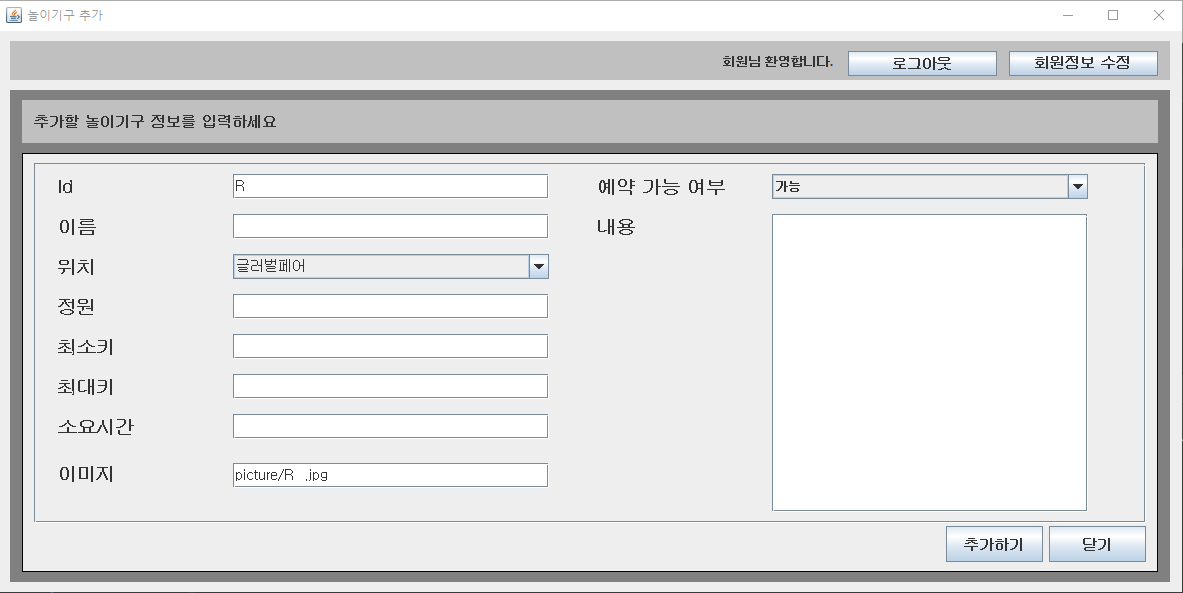 놀이기구 추가
회원님 환영합니다. 로그아웃 회원정보 수정
추가할 놀이기구 정보를 입력하세요
Id R 예약 가능 여부 가능
이름 내용
위치 글러벌페어
정원
최소키
최대키
소요시간
이미지 picture/R .jpg
추가하기 닫기